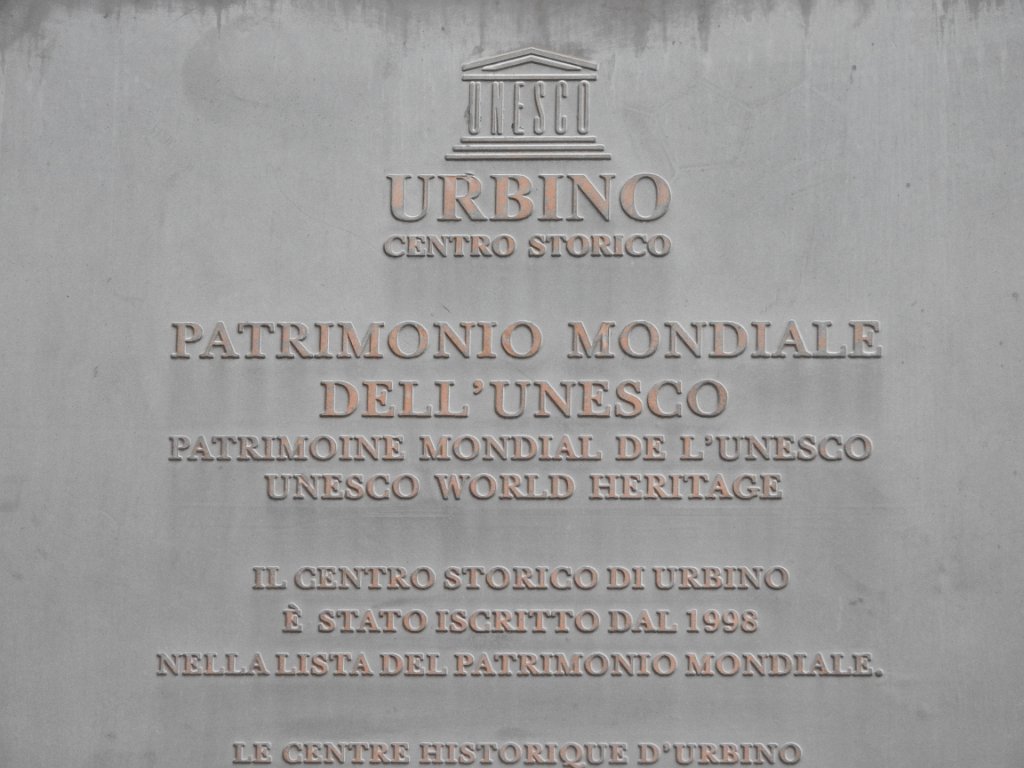 UNESCO
URBINO
CENTRO STORICO
PATRIMONIO MONDIALE
DELL'UNESCO
PATRIMOINE MONDIAL DE L'UNESCO
UNESCO WORLD HERITAGE
IL CENTRO STORICO DI URBINO
È STATO ISCRITTO DAL 1998
NELLA LISTA DEL PATRIMONIO MONDIALE.
LE CENTRE HISTORIQUE D'URBINO